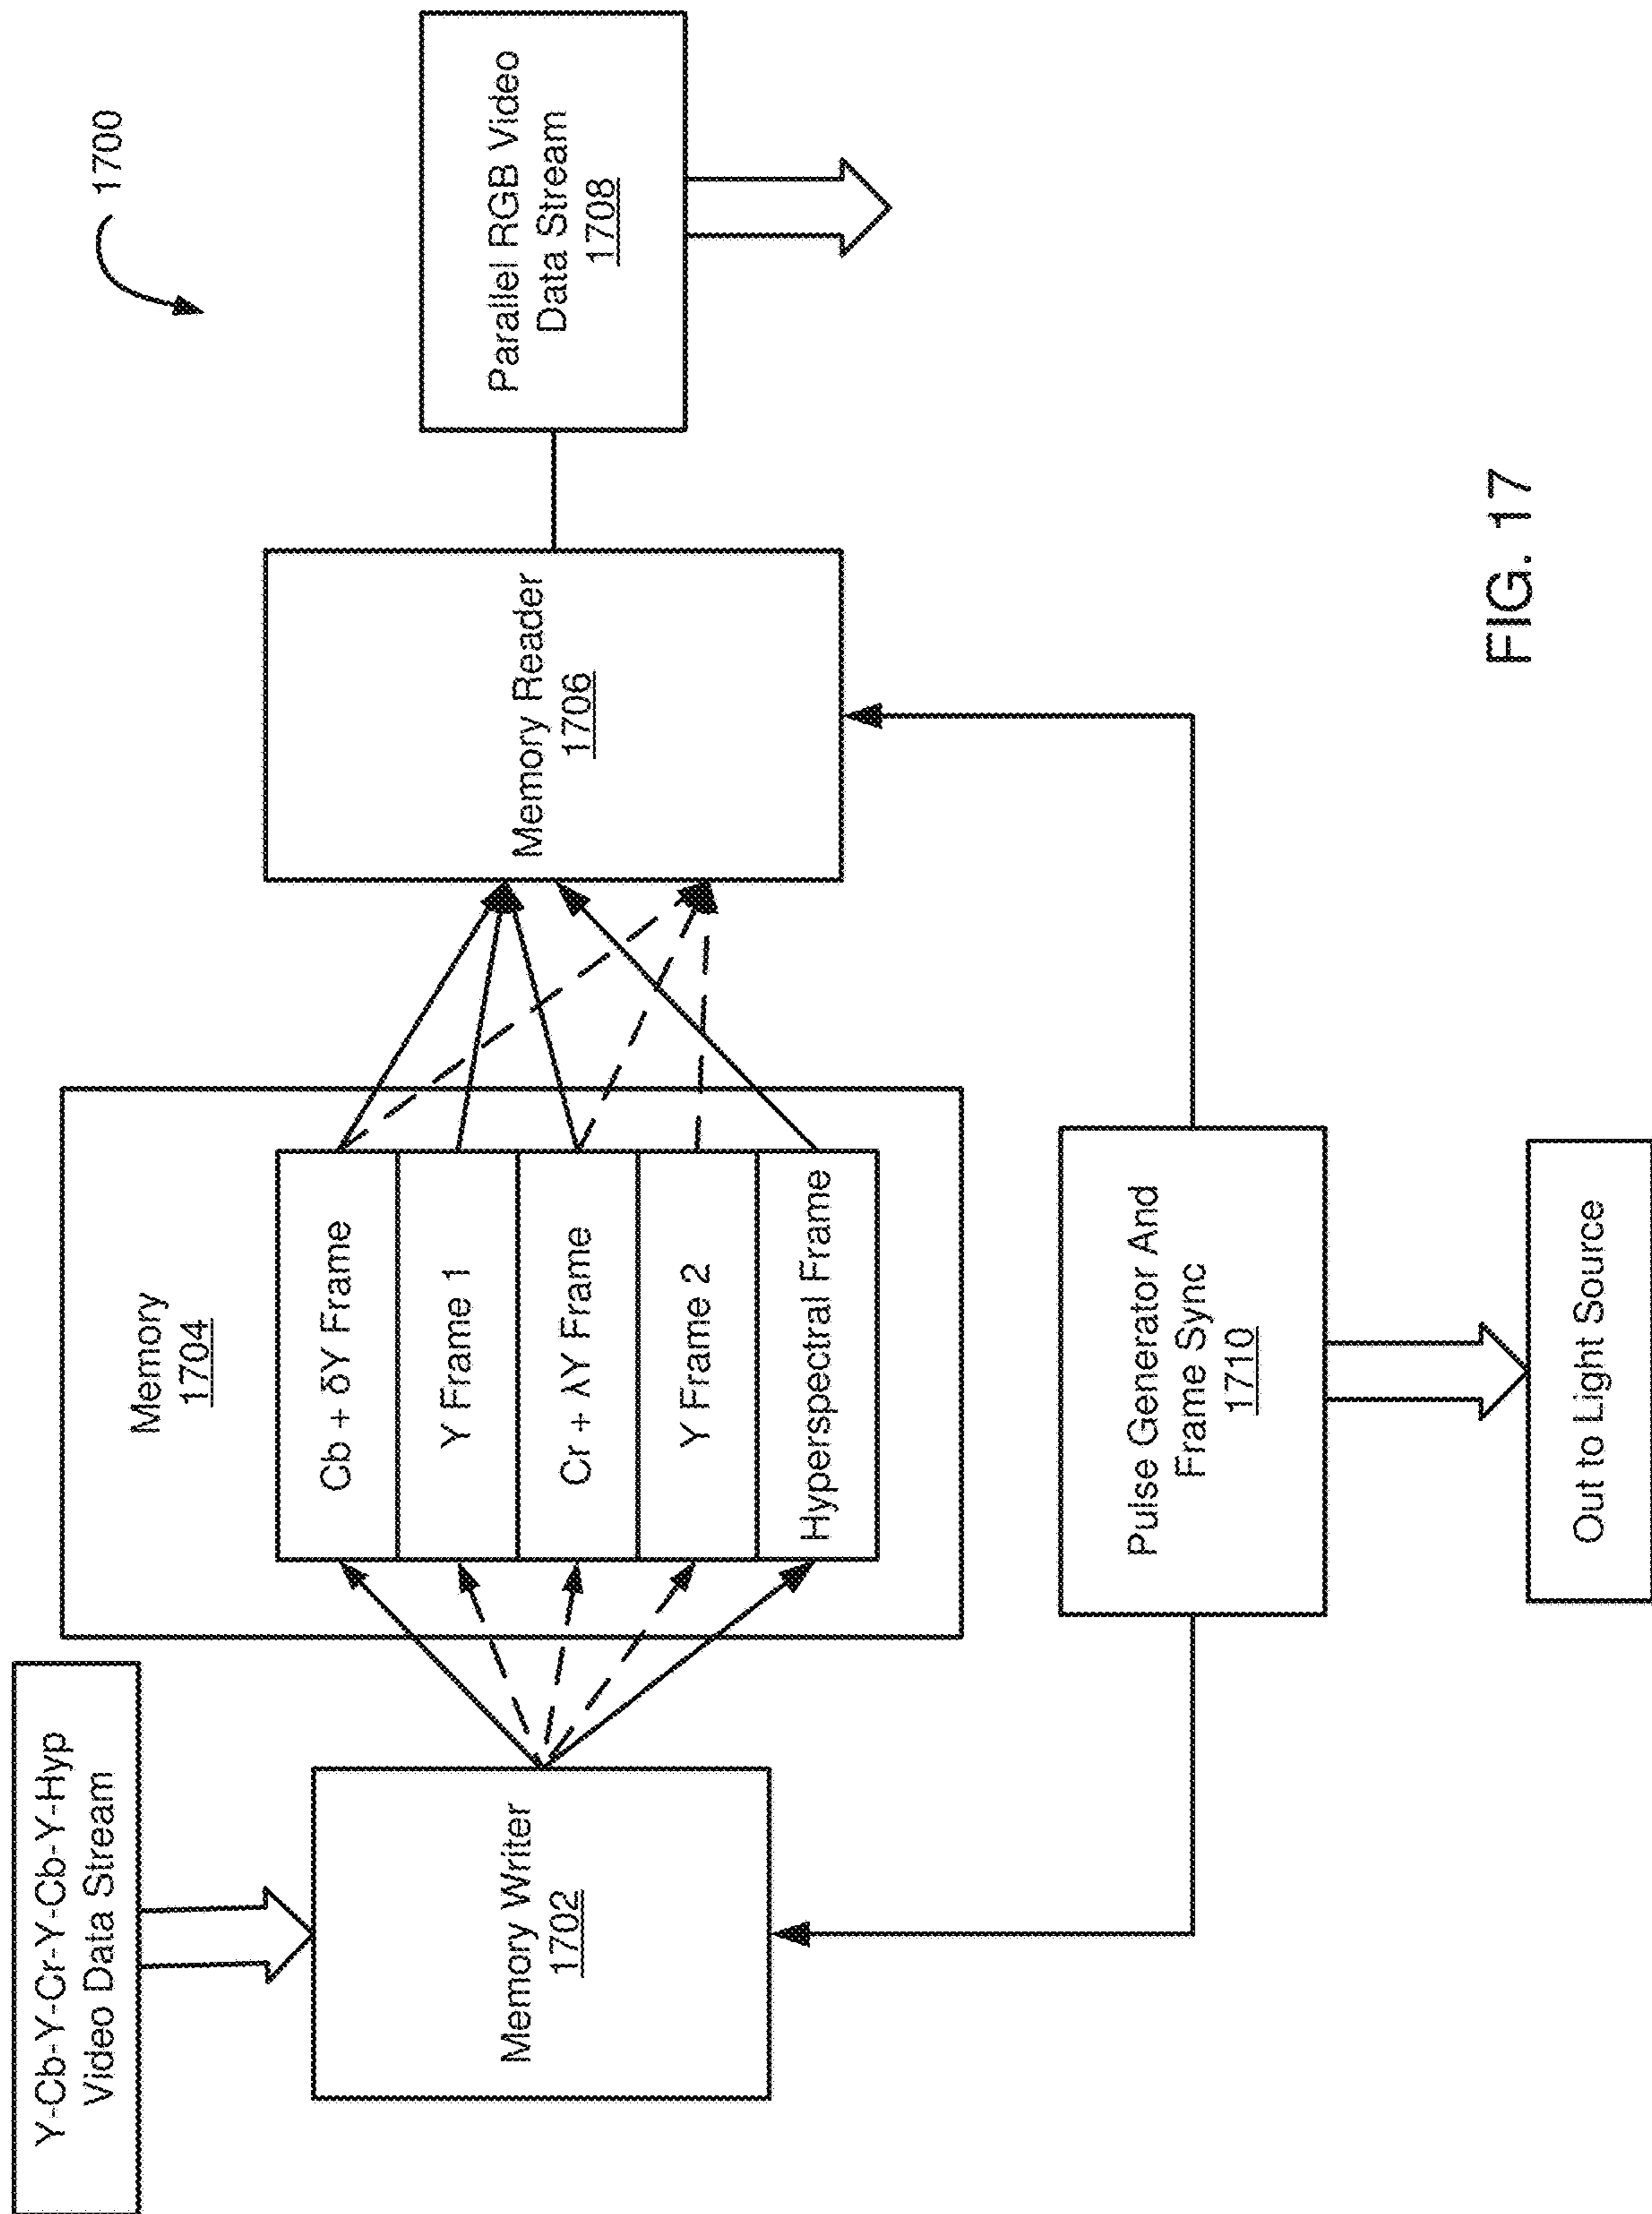 1700
Y-Cb-Y-Cr-Y-Cb-Y-Hyp
Video Data Stream
Memory Writer
1702
Memory
1704
Cb + δY Frame
Y Frame 1
Cr + λY Frame
Y Frame 2
Hyperspectral Frame
Memory Reader
1706
Parallel RGB Video
Data Stream
1708
Pulse Generator And
Frame Sync
1710
Out to Light Source
FIG. 17